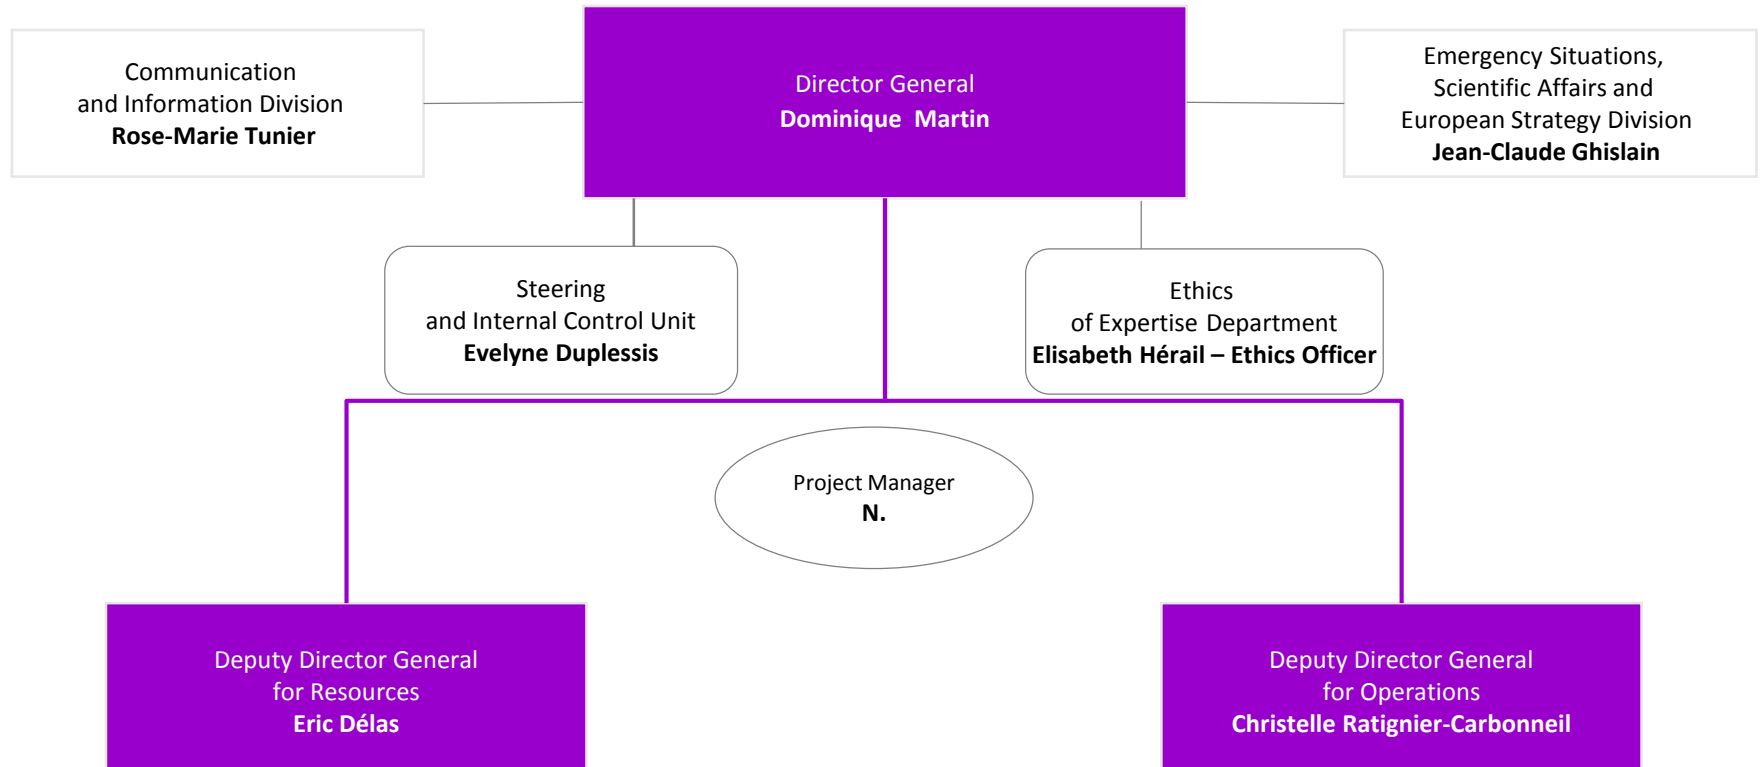 Communication
and Information Division
Rose-Marie Tunier
Director General
Dominique Martin
Emergency Situations,
Scientific Affairs and
European Strategy Division
Jean-Claude Ghislain
Steering
and Internal Control Unit
Evelyne Duplessis
Ethics
of Expertise Department
Elisabeth Hérail – Ethics Officer
Project Manager
N.
Deputy Director General
for Resources
Eric Délas
Deputy Director General
for Operations
Christelle Ratignier-Carbonneil